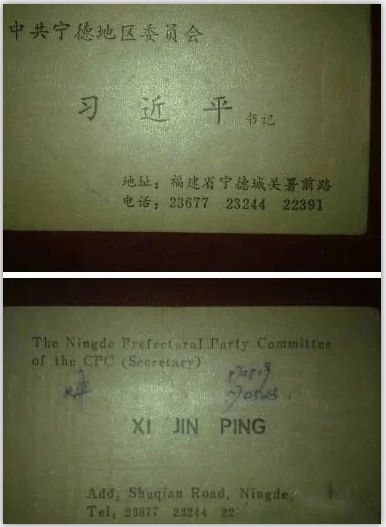 中共宁德地区委员会
习近平 书记
地址：福建省宁德城关署前路
电话：23677 23244 22391
The Ningde Prefectoral Party Committee
of the CPC (Secretary)
XI JIN PING
Add; Shuqian Road, Ningde,
Tel; 23677 23244 22